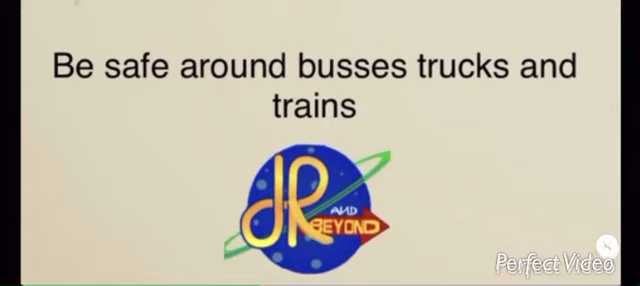 Be safe around busses trucks and
trains
JR
AND
BEYOND
Perfect Video